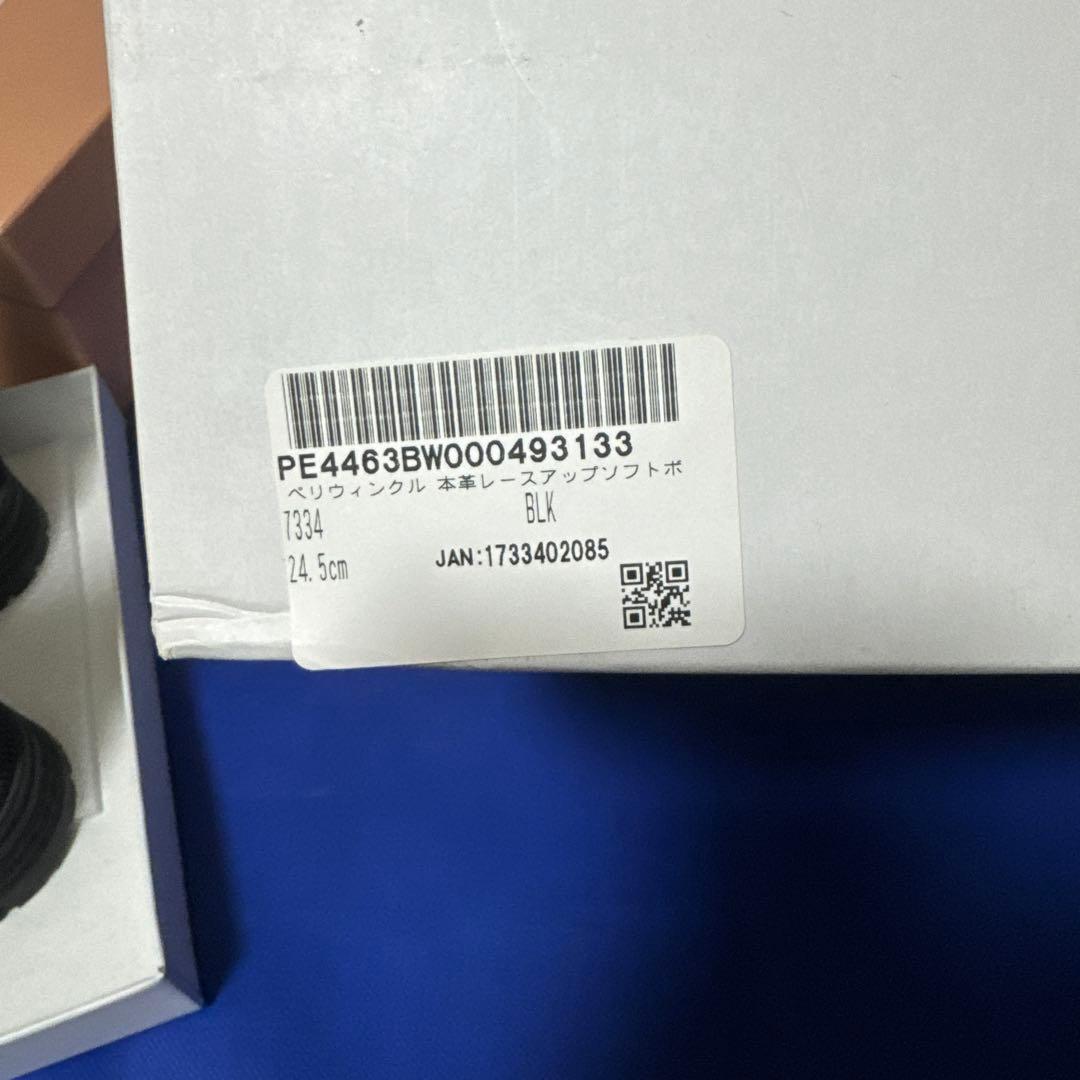 PE4463BW000493133
ペリウィンクル 本革レースアップソフトボ
7334 BLK
24.5cm JAN:1733402085